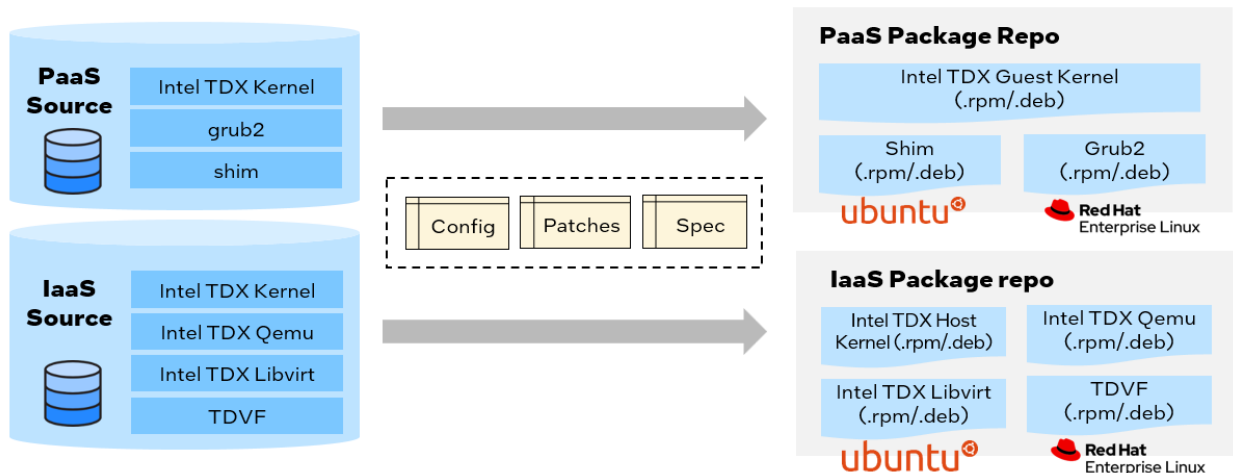 PaaS
Source
Intel TDX Kernel
grub2
shim
IaaS
Source
Intel TDX Kernel
Intel TDX Qemu
Intel TDX Libvirt
TDVF
Config
Patches
Spec
PaaS Package Repo
Intel TDX Guest Kernel
(.rpm/.deb)
Shim
(.rpm/.deb)
Grub2
(.rpm/.deb)
ubuntu
Red Hat
Enterprise Linux
IaaS Package repo
Intel TDX Host
Kernel (.rpm/.deb)
Intel TDX Qemu
(.rpm/.deb)
Intel TDX Libvirt
(.rpm/.deb)
TDVF
(.rpm/.deb)
ubuntu
Red Hat
Enterprise Linux